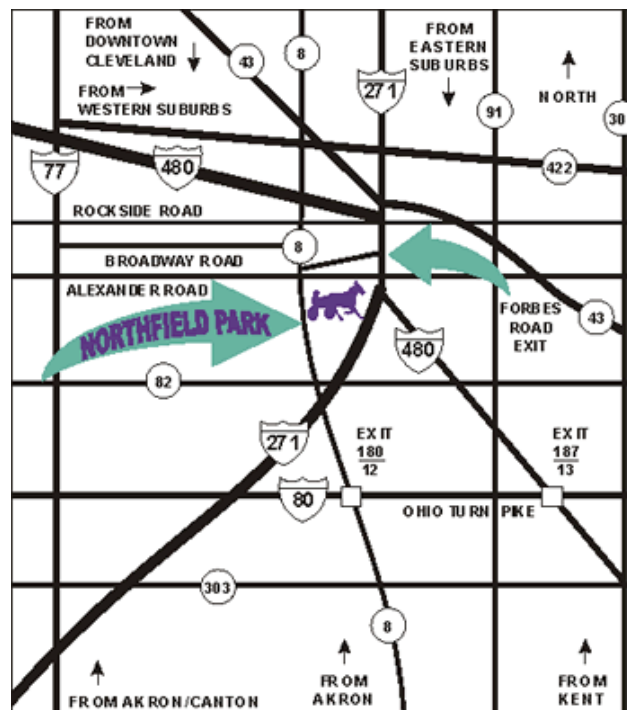 FROM
DOWNTOWN
CLEVELAND
43
8
FROM
EASTERN
SUBURBS
271
FROM
WESTERN SUBURBS
91
NORTH
30
77
480
422
ROCKSIDE ROAD
8
BROADWAY ROAD
ALEXANDER ROAD
NORTHFIELD PARK
FORBES
ROAD
EXIT
43
480
82
271
EXIT
180
12
EXIT
187
13
80
OHIO TURN PIKE
303
8
FROM AKRON/CANTON
FROM
AKRON
FROM
KENT